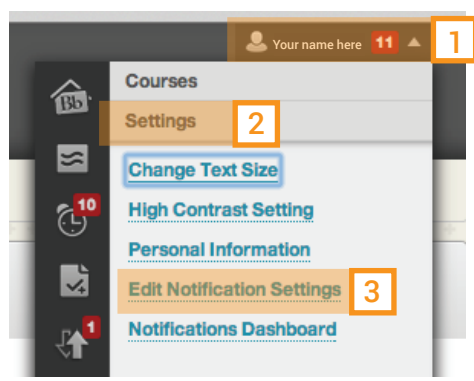 Your name here 11 1
Bb
Courses
Settings 2
Change Text Size
10
High Contrast Setting
Personal Information
Edit Notification Settings 3
1
Notifications Dashboard